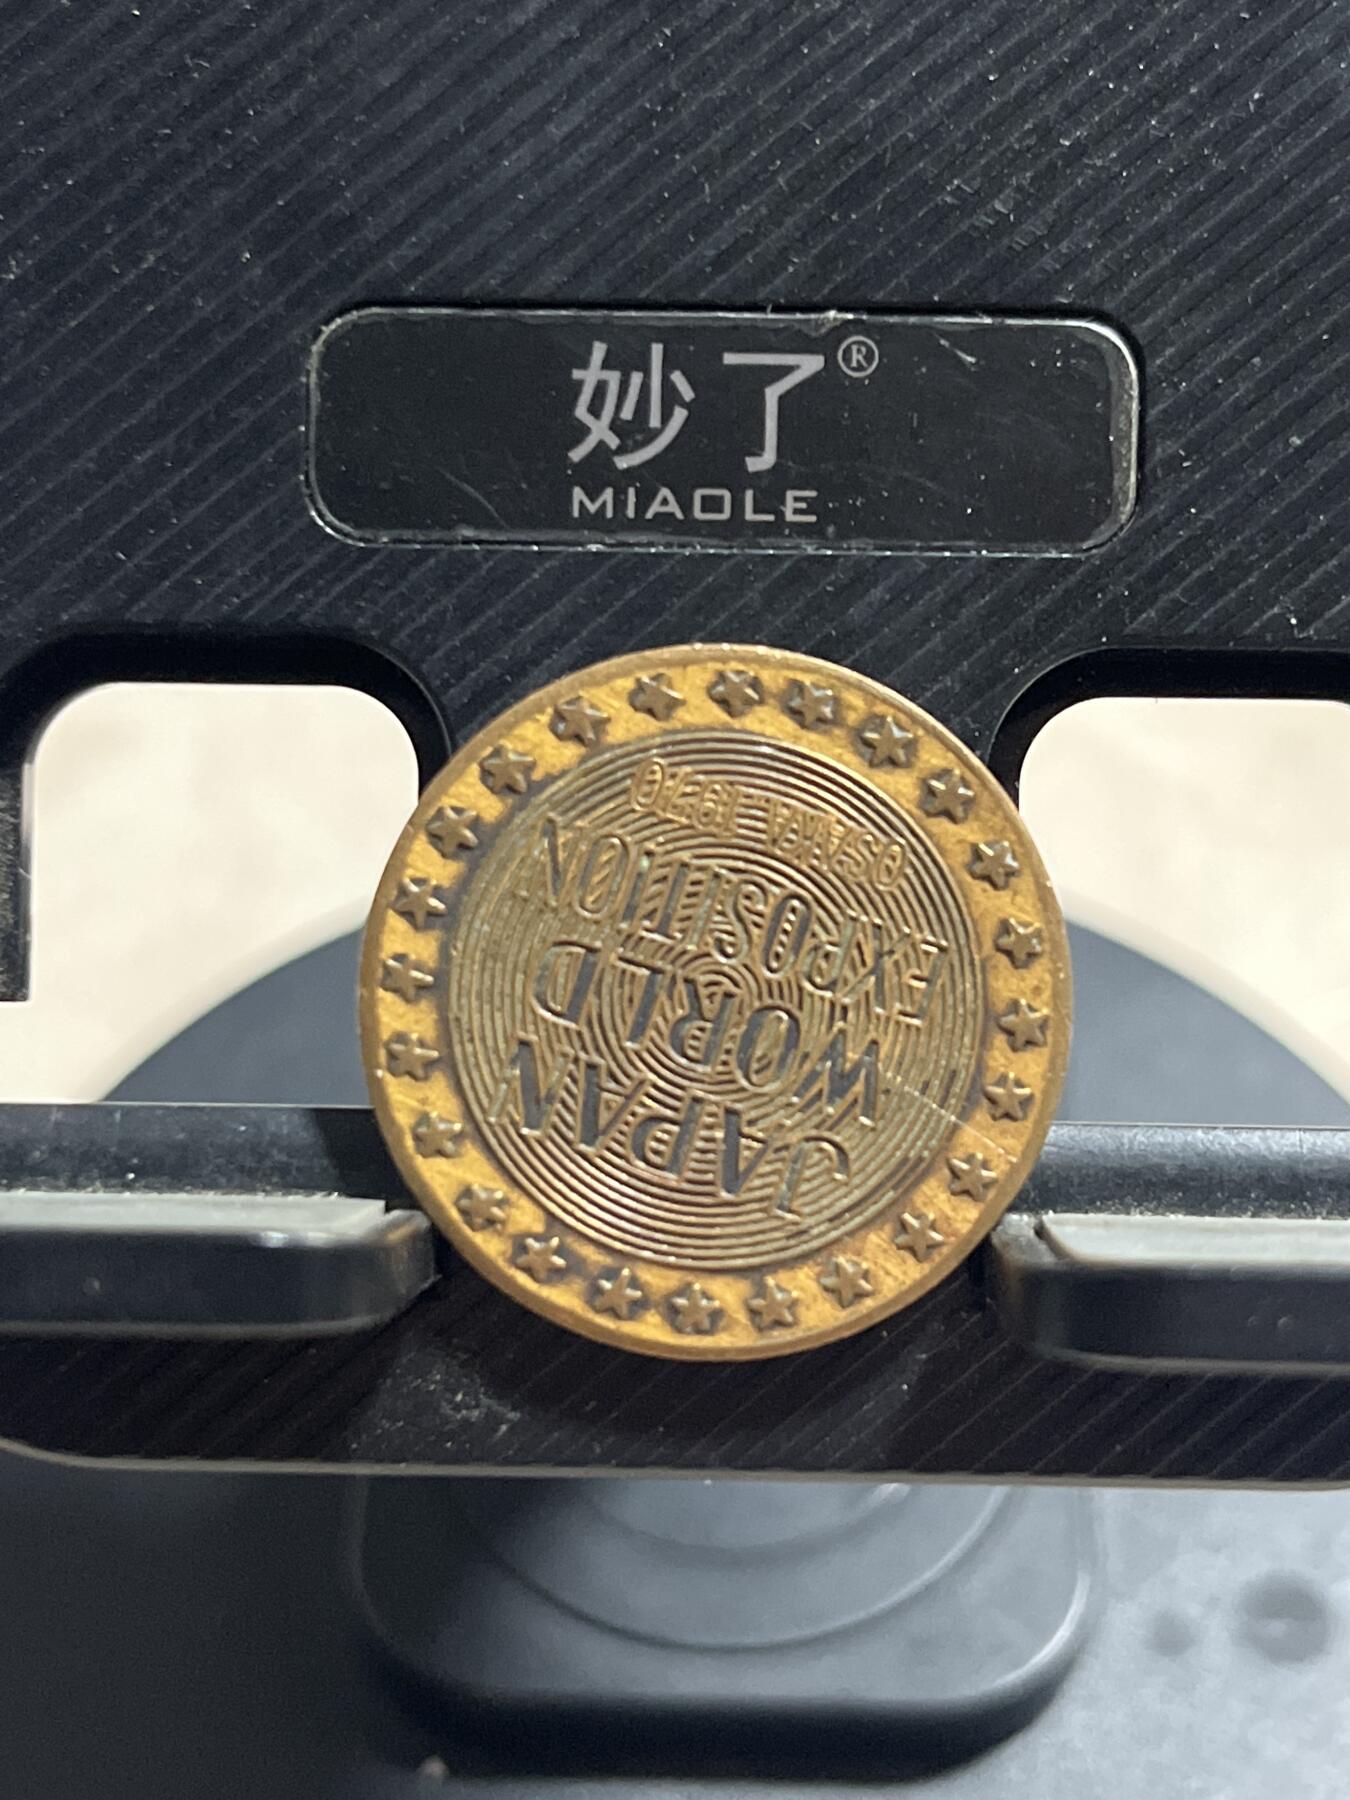 妙了®
MIAOLE
JAPAN
WORLD
EXPOSITION
OSAKA 1970